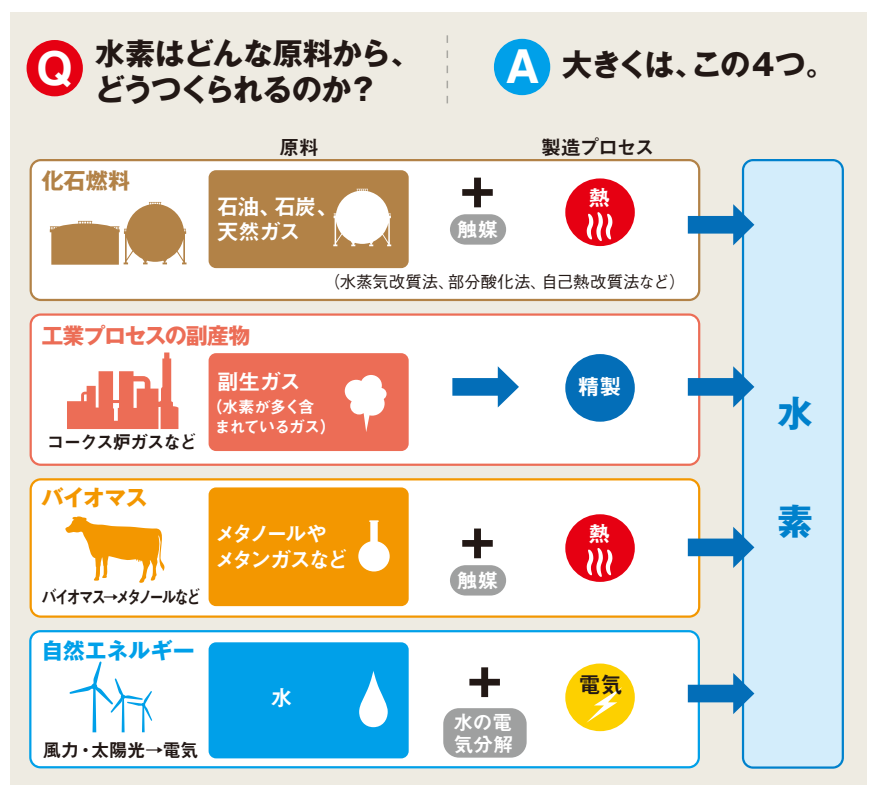 Q 水素はどんな原料から、
どうつくられるのか？
A 大きくは、この4つ。
原料
製造プロセス
化石燃料
石油、石炭、
天然ガス
＋
触媒
熱
(水蒸気改質法、部分酸化法、自己熱改質法など)
工業プロセスの副産物
コークス炉ガスなど
副生ガス
(水素が多く含
まれているガス)
精製
バイオマス
バイオマス→メタノールなど
メタノールや
メタンガスなど
＋
触媒
熱
自然エネルギー
風力・太陽光→電気
水
＋
水の電
気分解
電気
水
素